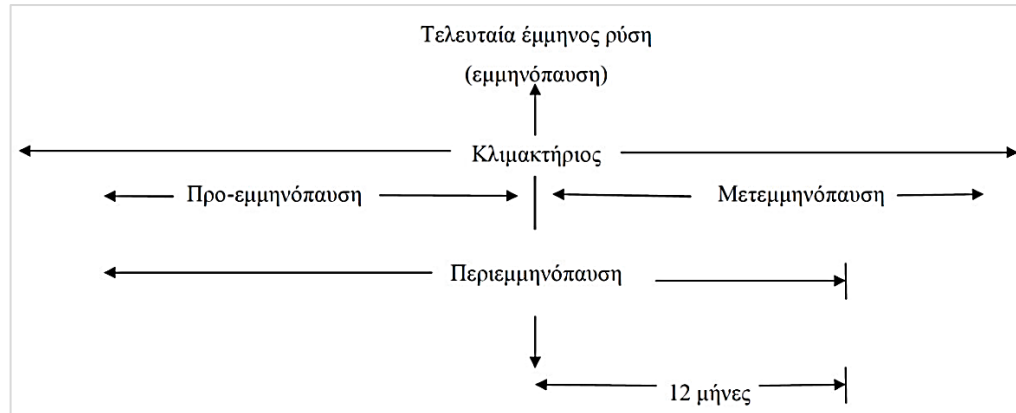 Τελευταία έμμηνος ρύση
(εμμηνόπαυση)
Κλιμακτήριος
Προ-εμμηνόπαυση
Μετεμμηνόπαυση
Περιεμμηνόπαυση
12 μήνες